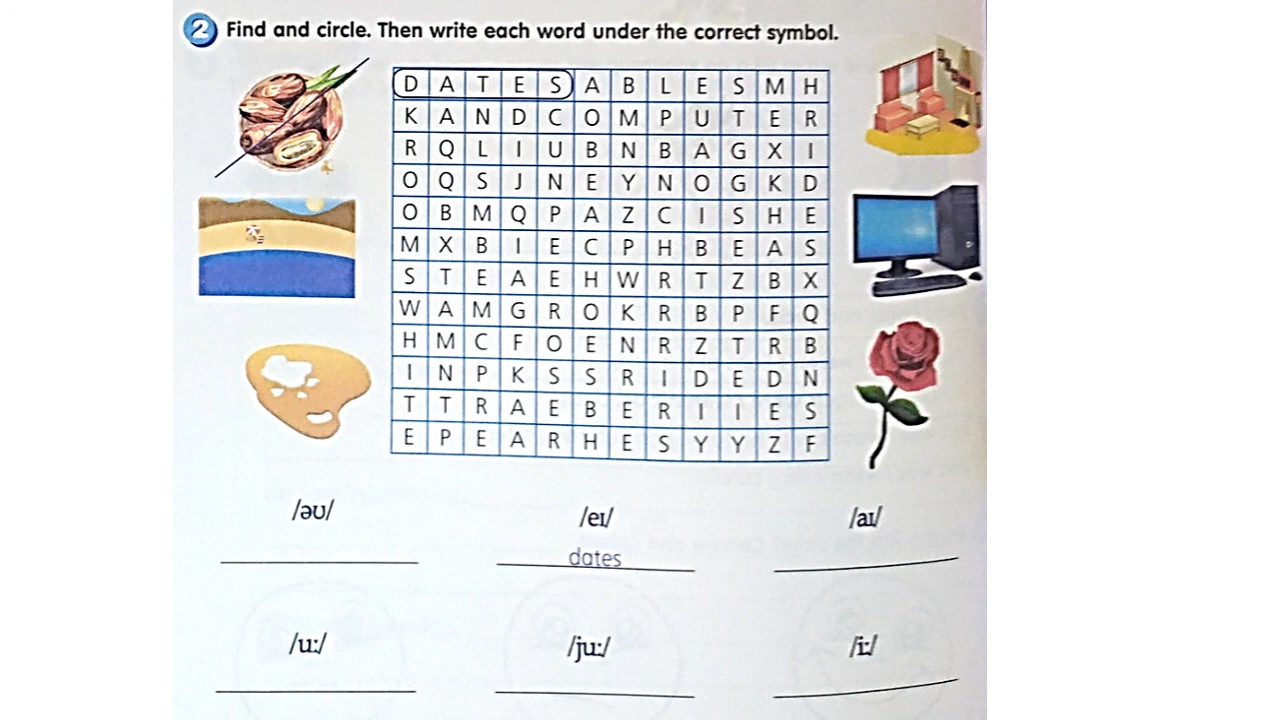 2 Find and circle. Then write each word under the correct symbol.
D A T E S A B L E S M H
K A N D C O M P U T E R
R Q L I U B N B A G X I
O Q S J N E Y N O G K D
O B M Q P A Z C I S H E
M X B I E C P H B E A S
S T E A E H W R T Z B X
W A M G R O K R B P F Q
H M C F O E N R Z T R B
I N P K S S R I D E D N
T T R A E B E R I I E S
E P E A R H E S Y Y Z F
/əʊ/ /eɪ/ /aɪ/
dates
/u:/ /ju:/ /i:/